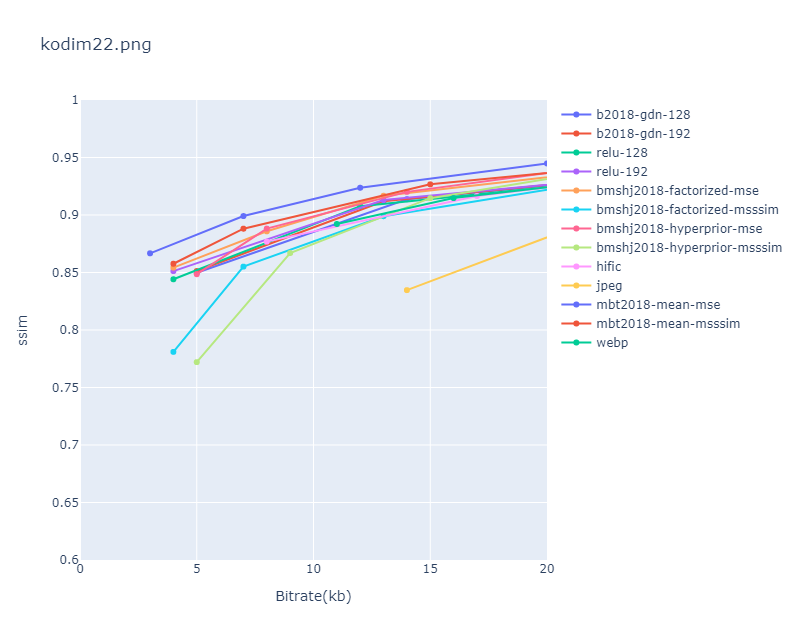 kodim22.png
1
0.95
0.9
0.85
0.8
0.75
0.7
0.65
0.6
ssim
0
5
10
15
20
Bitrate(kb)
b2018-gdn-128
b2018-gdn-192
relu-128
relu-192
bmshj2018-factorized-mse
bmshj2018-factorized-msssim
bmshj2018-hyperprior-mse
bmshj2018-hyperprior-msssim
hific
jpeg
mbt2018-mean-mse
mbt2018-mean-msssim
webp